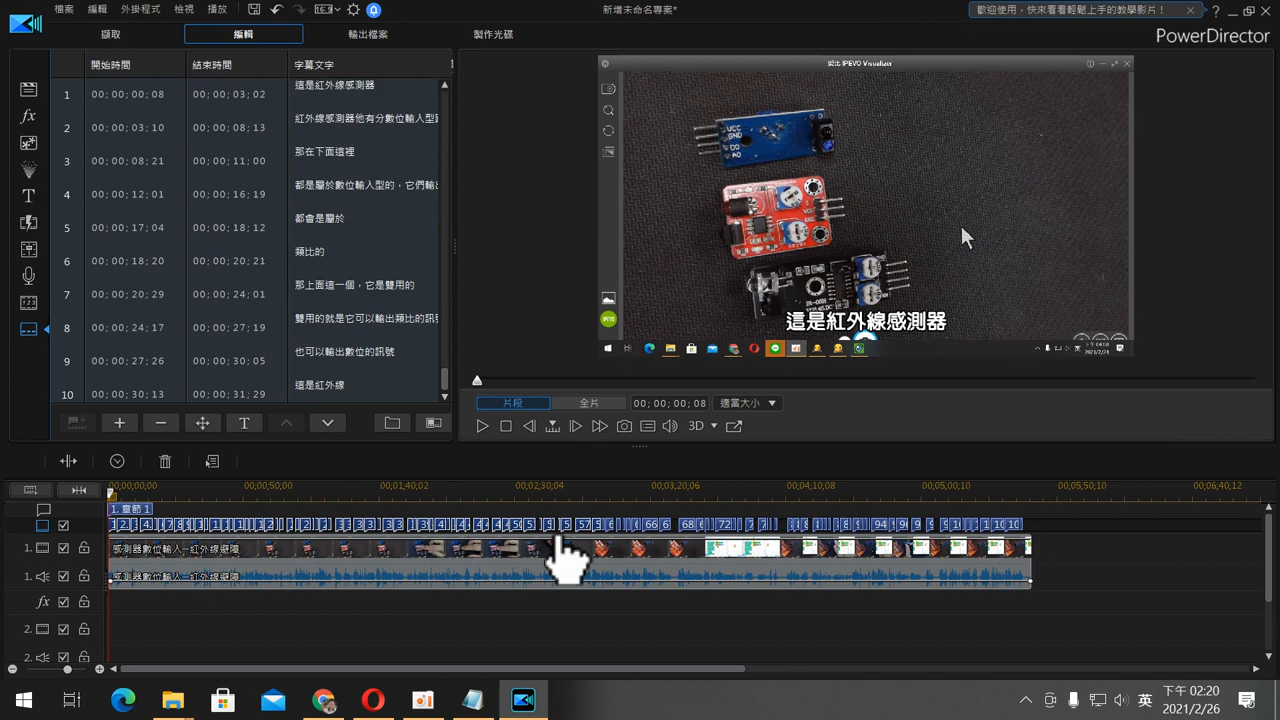 檔案 編輯 外掛程式 檢視 播放
新增未命名專案*
歡迎使用，快來看看輕鬆上手的教學影片！
擷取 編輯 輸出檔案 製作光碟
PowerDirector
開始時間 結束時間 字幕文字
1 00;00;00;08 00;00;03;02 這是紅外線感測器
2 00;00;03;10 00;00;08;13 紅外線感測器他有分數位輸入型
3 00;00;08;21 00;00;11;00 那在下面這裡
4 00;00;12;01 00;00;16;19 都是屬於數位輸入型的，它們輸
5 00;00;17;04 00;00;18;12 都會是屬於
6 00;00;18;20 00;00;20;21 類比的
7 00;00;20;29 00;00;24;01 那上面這一個，它是雙用的
8 00;00;24;17 00;00;27;19 雙用的就是它可以輸出類比的訊
9 00;00;27;26 00;00;30;05 也可以輸出數位的訊號
10 00;00;30;13 00;00;31;29 這是紅外線
IPEVO Visualizer
VCC
GND
DO
AO
這是紅外線感測器
片段 全片 00;00;00;08 適當大小
3D
00;00;00;00 00;00;50;00 00;01;40;02 00;02;30;04 00;03;20;06 00;04;10;08 00;05;00;10 00;05;50;10 00;06;40;12
1. 章節 1
1. 感測器數位輸入-紅外線避障
1. 感測器數位輸入-紅外線避障
fx
2.
2.
英
下午 02:20
2021/2/26